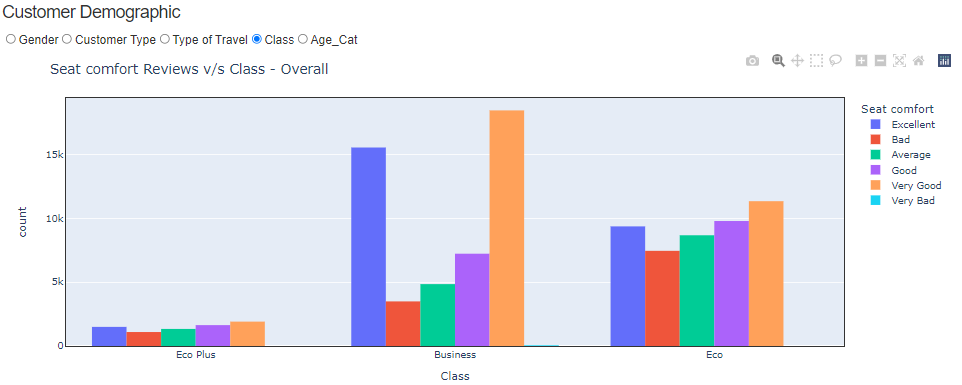 Customer Demographic
Gender Customer Type Type of Travel Class Age_Cat
Seat comfort Reviews v/s Class - Overall
Seat comfort
Excellent
Bad
Average
Good
Very Good
Very Bad
count
15k
10k
5k
0
Eco Plus Business Eco
Class